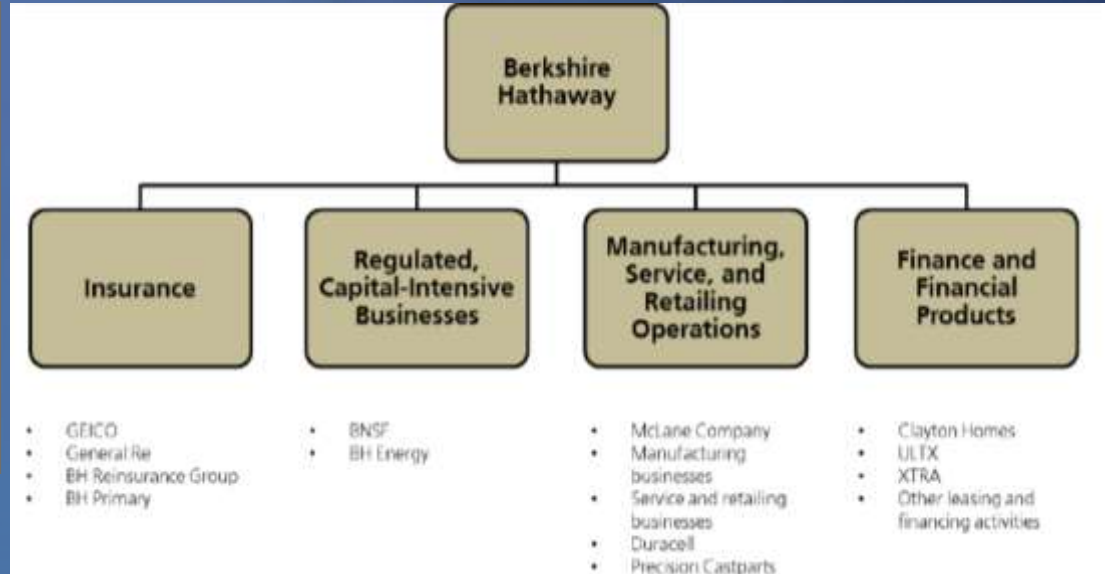 Berkshire
Hathaway
Insurance
Regulated,
Capital-Intensive
Businesses
Manufacturing,
Service, and
Retailing
Operations
Finance and
Financial
Products
• GEICO
• General Re
• BH Reinsurance Group
• BH Primary
• BNSF
• BH Energy
• McLane Company
• Manufacturing
businesses
• Service and retailing
businesses
• Duracell
• Precision Castparts
• Clayton Homes
• ULTX
• XTRA
• Other leasing and
financing activities